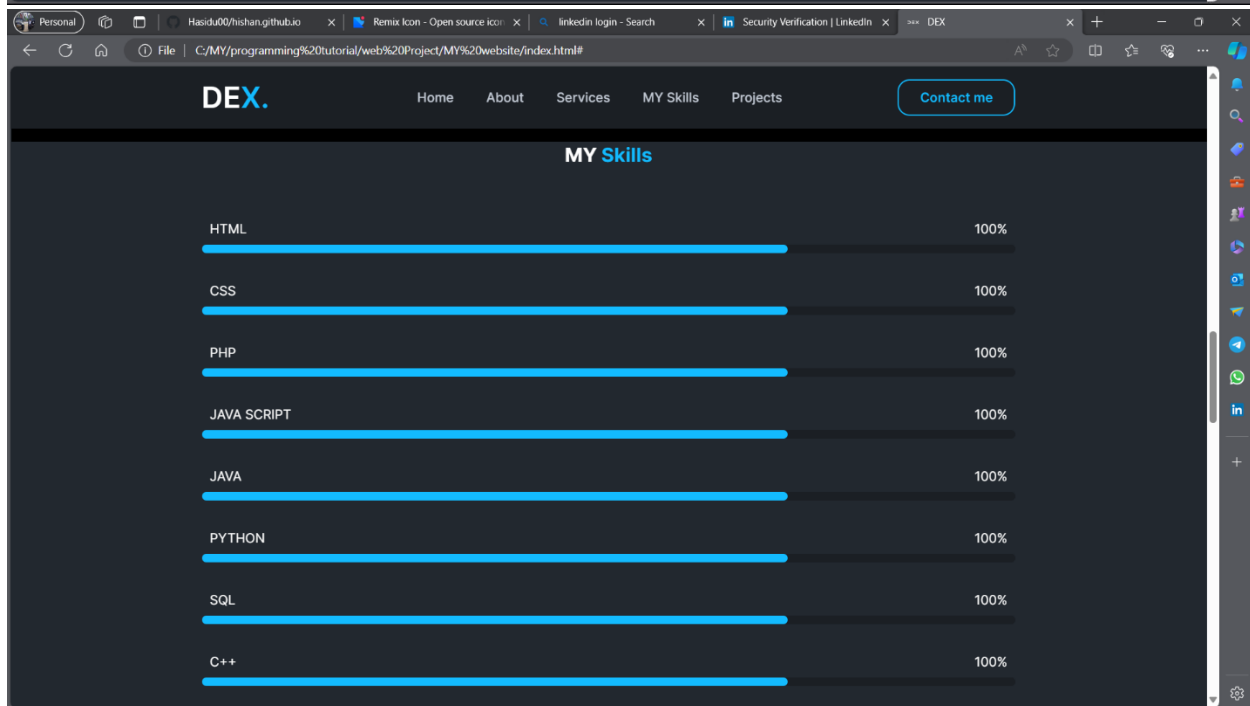 Personal
Hasidu00/hishan.github.io
Remix Icon - Open source icon
linkedin login - Search
in Security Verification | LinkedIn
DEX
File
C:/MY/programming%20tutorial/web%20Project/MY%20website/index.html#
DEX.
Home About Services MY Skills Projects
Contact me
MY Skills
HTML 100%
CSS 100%
PHP 100%
JAVA SCRIPT 100%
JAVA 100%
PYTHON 100%
SQL 100%
C++ 100%